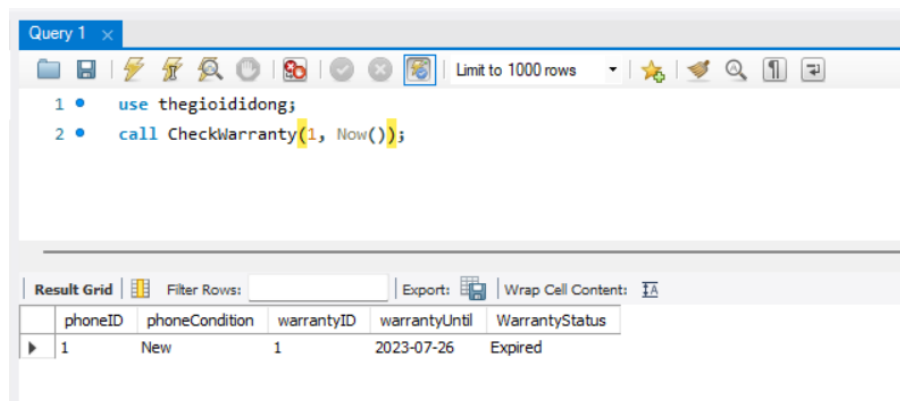 Query 1
Limit to 1000 rows
1 use thegioididong;
2 call CheckWarranty(1, Now());
Result Grid Filter Rows: Export: Wrap Cell Content: IA
phoneID phoneCondition warrantyID warrantyUntil WarrantyStatus
1 New 1 2023-07-26 Expired